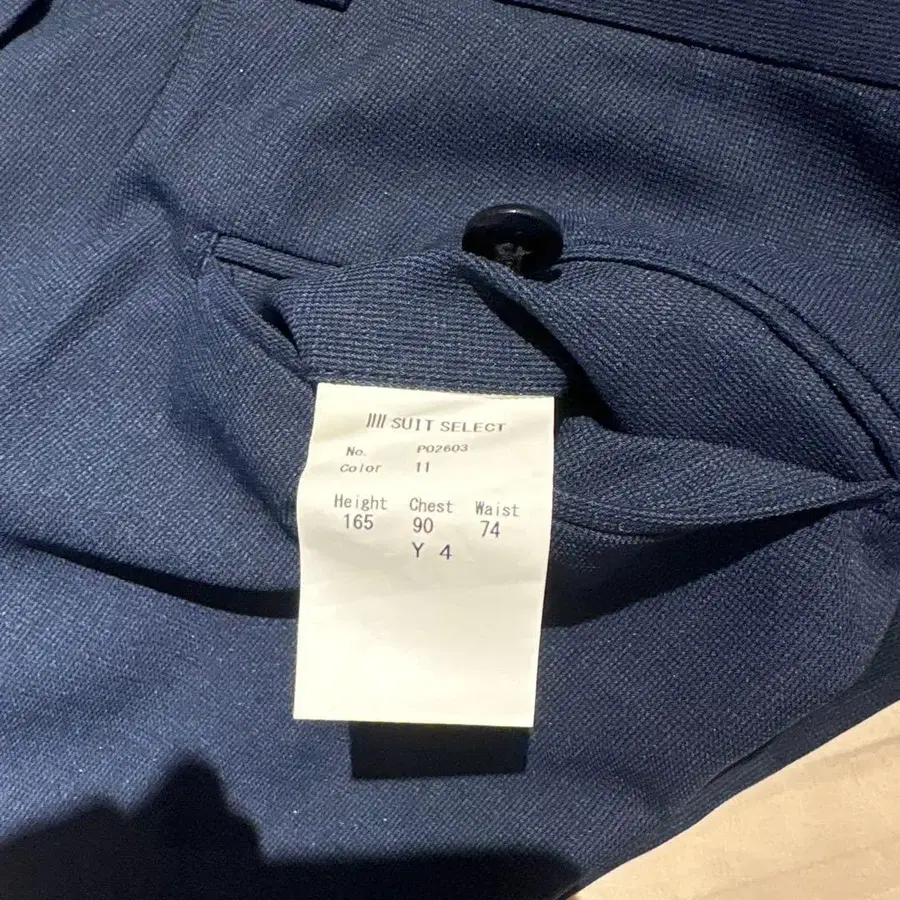 SUIT SELECT
No. P02603
Color 11
Height Chest Waist
165 90 74
Y 4